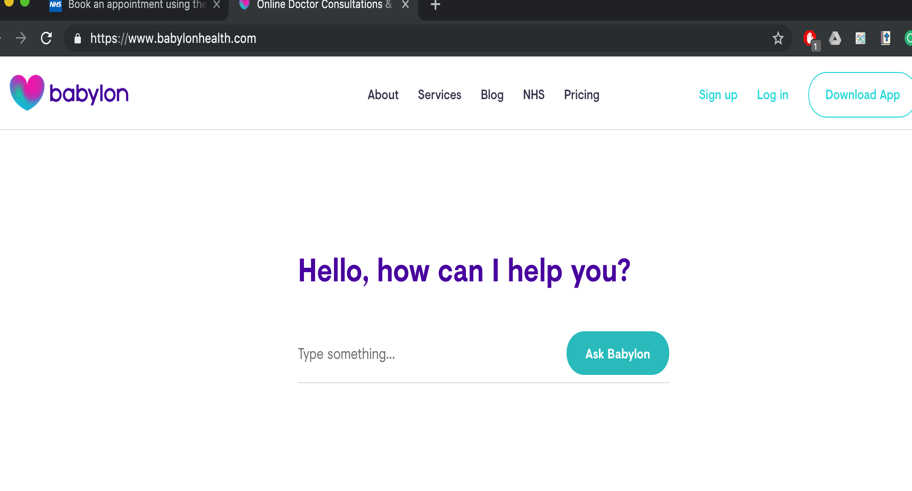 NHS Book an appointment using the
Online Doctor Consultations &
https://www.babylonhealth.com
1
babylon
About Services Blog NHS Pricing Sign up Log in Download App
Hello, how can I help you?
Type something... Ask Babylon